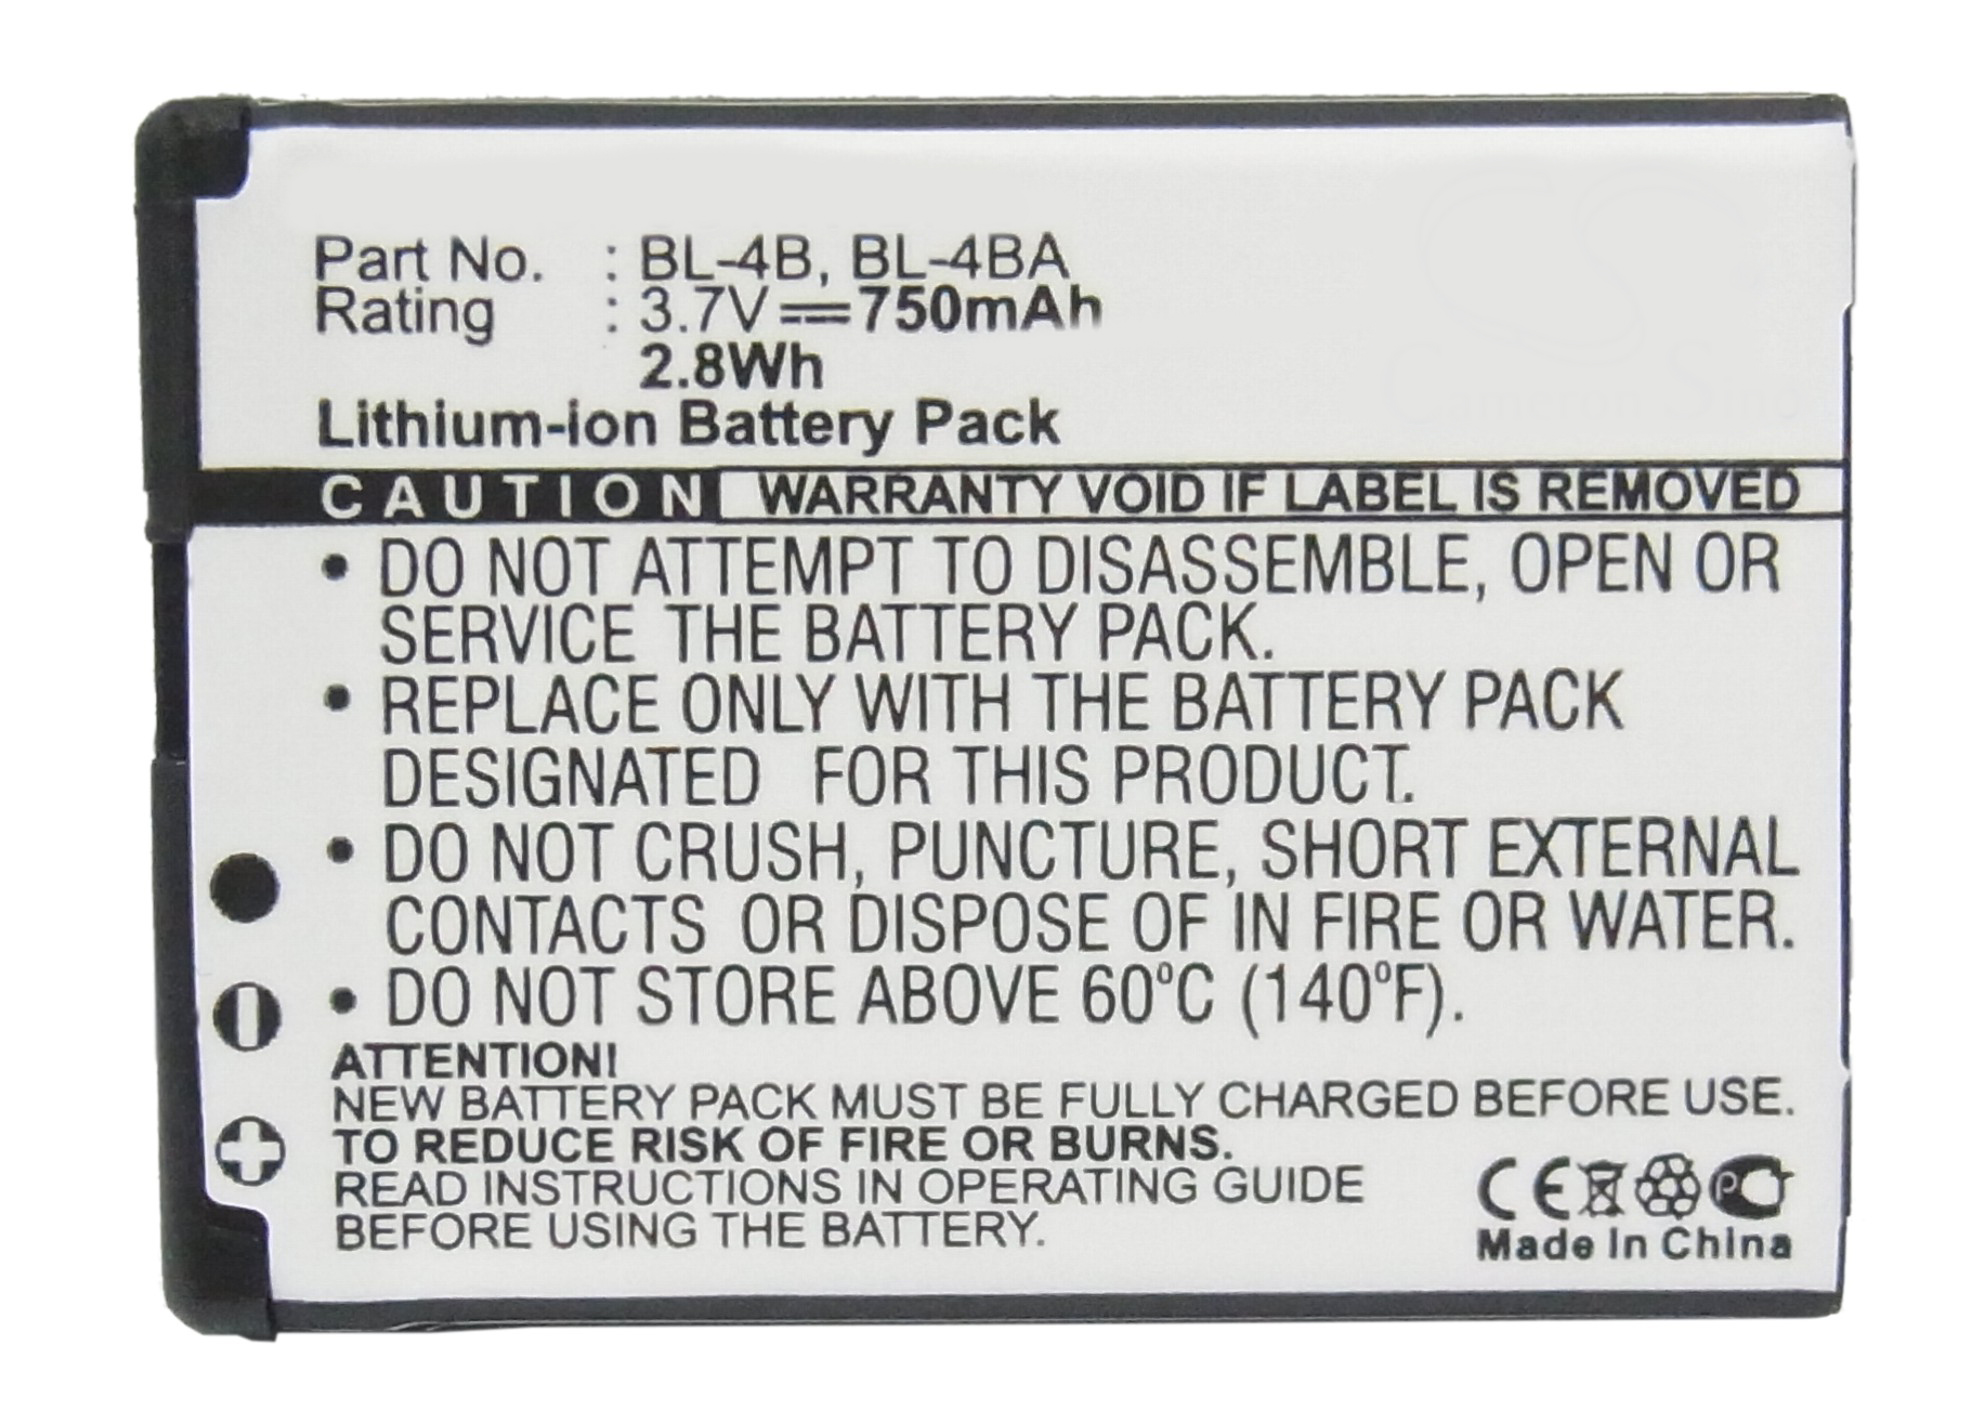 Part No. : BL-4B, BL-4BA
Rating : 3.7V⎓750mAh
2.8Wh
Lithium-ion Battery Pack
CAUTION WARRANTY VOID IF LABEL IS REMOVED
• DO NOT ATTEMPT TO DISASSEMBLE, OPEN OR
SERVICE THE BATTERY PACK.
• REPLACE ONLY WITH THE BATTERY PACK
DESIGNATED FOR THIS PRODUCT.
• DO NOT CRUSH, PUNCTURE, SHORT EXTERNAL
CONTACTS OR DISPOSE OF IN FIRE OR WATER.
• DO NOT STORE ABOVE 60°C (140°F).
ATTENTION!
NEW BATTERY PACK MUST BE FULLY CHARGED BEFORE USE.
TO REDUCE RISK OF FIRE OR BURNS.
READ INSTRUCTIONS IN OPERATING GUIDE
BEFORE USING THE BATTERY.
CE
Made In China